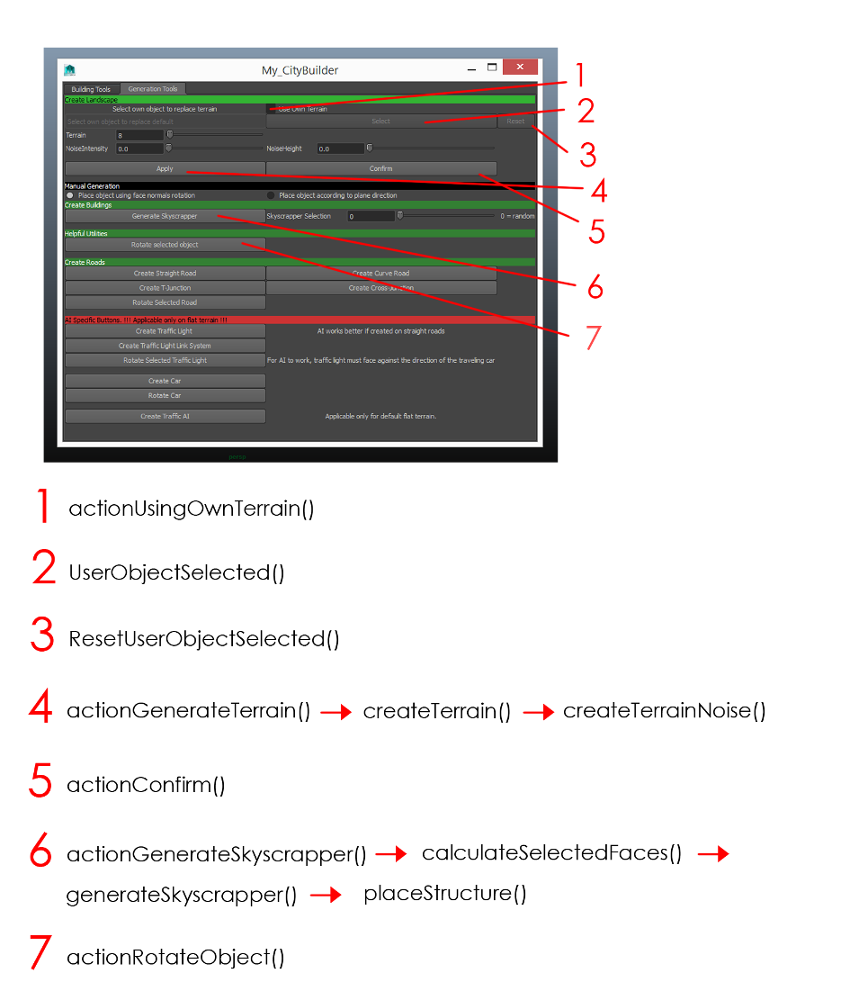 My_CityBuilder
Building Tools Generation Tools
Create Landscape
Select own object to replace terrain Use Own Terrain
Select own object to replace default Select Reset
Terrain 8
NoiseIntensity 0.0 NoiseHeight 0.0
Apply Confirm
Manual Generation
Place object using face normals rotation Place object according to plane direction
Create Buildings
Generate Skyscrapper Skyscrapper Selection 0 0 = random
Helpful Utilities
Rotate selected object
Create Roads
Create Straight Road Create Curve Road
Create T-Junction Create Cross-Junction
Rotate Selected Road
AI Specific Buttons. !!! Applicable only on flat terrain !!!
Create Traffic Light AI works better if created on straight roads
Create Traffic Light Link System
Rotate Selected Traffic Light For AI to work, traffic light must face against the direction of the traveling car
Create Car
Rotate Car
Create Traffic AI Applicable only for default flat terrain.
persp
1
2
3
4
5
6
7
1 actionUsingOwnTerrain()
2 UserObjectSelected()
3 ResetUserObjectSelected()
4 actionGenerateTerrain() → createTerrain() → createTerrainNoise()
5 actionConfirm()
6 actionGenerateSkyscrapper() → calculateSelectedFaces() →
generateSkyscrapper() → placeStructure()
7 actionRotateObject()